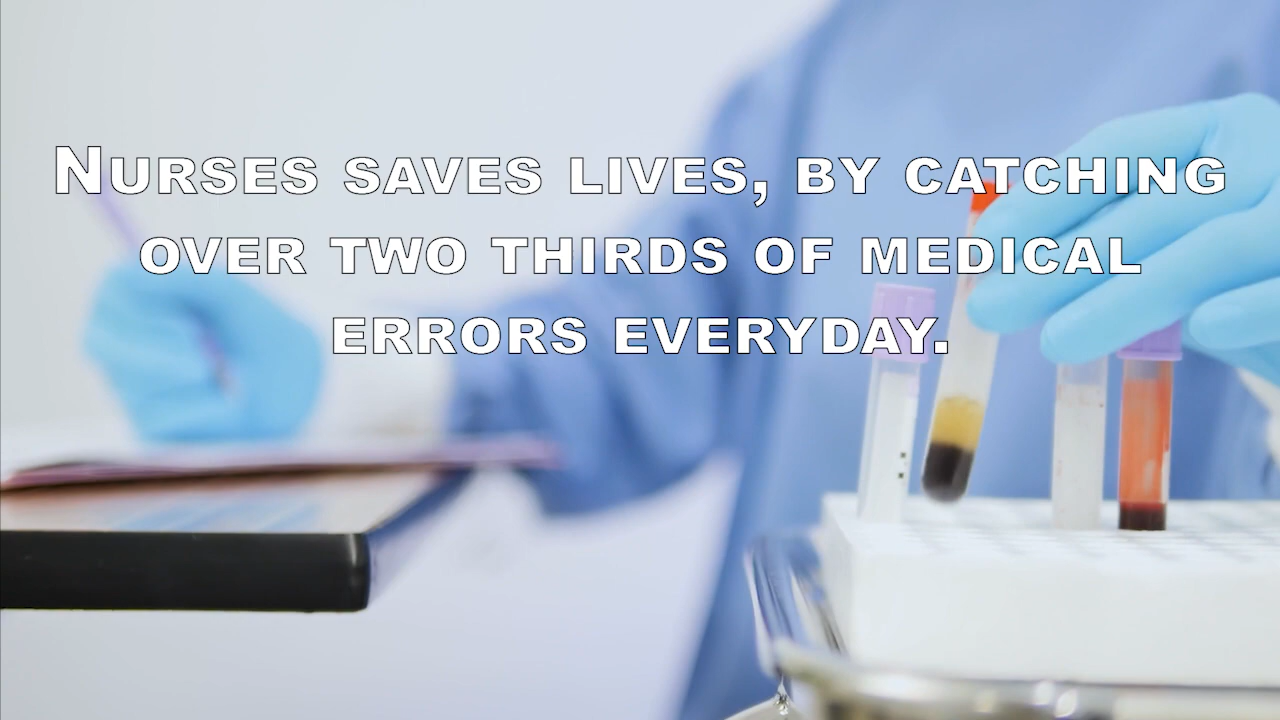 Nurses saves lives, by catching
over two thirds of medical
errors everyday.